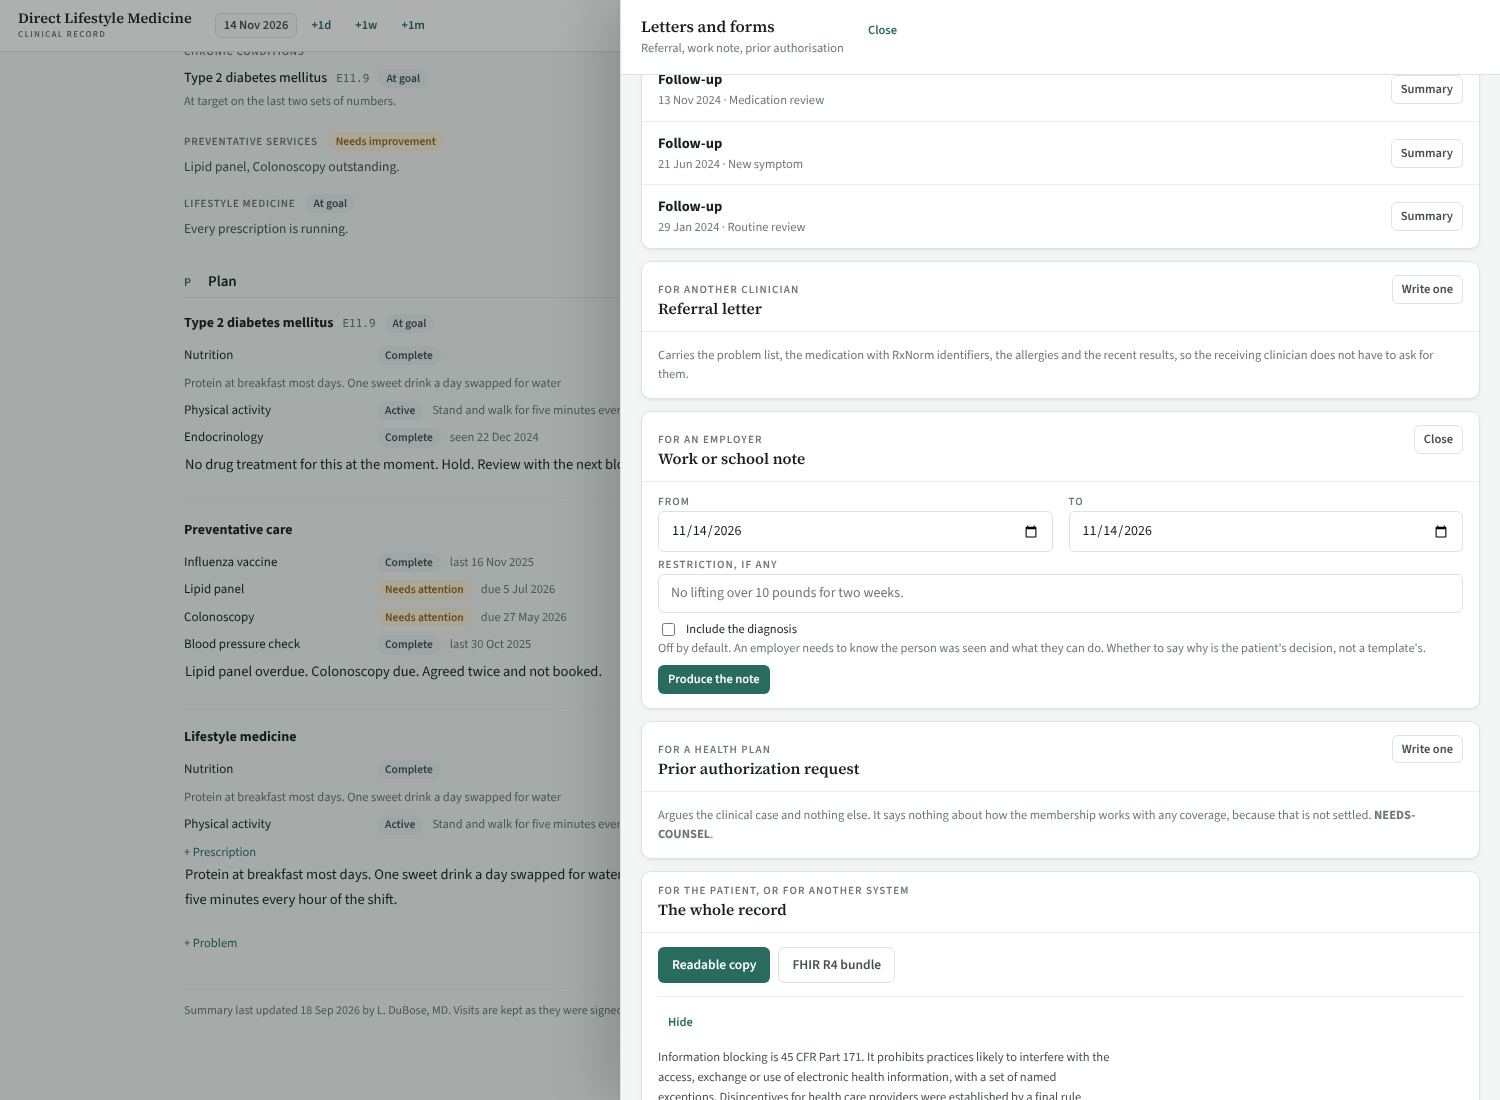 Direct Lifestyle Medicine
CLINICAL RECORD
14 Nov 2026
+1d
+1w
+1m
CHRONIC CONDITIONS
Type 2 diabetes mellitus E11.9 At goal
At target on the last two sets of numbers.
PREVENTATIVE SERVICES Needs improvement
Lipid panel, Colonoscopy outstanding.
LIFESTYLE MEDICINE At goal
Every prescription is running.
P Plan
Type 2 diabetes mellitus E11.9 At goal
Nutrition Complete
Protein at breakfast most days. One sweet drink a day swapped for water
Physical activity Active Stand and walk for five minutes ever
Endocrinology Complete seen 22 Dec 2024
No drug treatment for this at the moment. Hold. Review with the next blo
Preventative care
Influenza vaccine Complete last 16 Nov 2025
Lipid panel Needs attention due 5 Jul 2026
Colonoscopy Needs attention due 27 May 2026
Blood pressure check Complete last 30 Oct 2025
Lipid panel overdue. Colonoscopy due. Agreed twice and not booked.
Lifestyle medicine
Nutrition Complete
Protein at breakfast most days. One sweet drink a day swapped for water
Physical activity Active Stand and walk for five minutes ever
+ Prescription
Protein at breakfast most days. One sweet drink a day swapped for water
five minutes every hour of the shift.
+ Problem
Summary last updated 18 Sep 2026 by L. DuBose, MD. Visits are kept as they were signed
Letters and forms
Referral, work note, prior authorisation
Close
Follow-up
13 Nov 2024 · Medication review
Summary
Follow-up
21 Jun 2024 · New symptom
Summary
Follow-up
29 Jan 2024 · Routine review
Summary
FOR ANOTHER CLINICIAN
Referral letter
Write one
Carries the problem list, the medication with RxNorm identifiers, the allergies and the recent results, so the receiving clinician does not have to ask for
them.
FOR AN EMPLOYER
Work or school note
Close
FROM
11/14/2026
TO
11/14/2026
RESTRICTION, IF ANY
No lifting over 10 pounds for two weeks.
Include the diagnosis
Off by default. An employer needs to know the person was seen and what they can do. Whether to say why is the patient's decision, not a template's.
Produce the note
FOR A HEALTH PLAN
Prior authorization request
Write one
Argues the clinical case and nothing else. It says nothing about how the membership works with any coverage, because that is not settled. NEEDS-
COUNSEL.
FOR THE PATIENT, OR FOR ANOTHER SYSTEM
The whole record
Readable copy
FHIR R4 bundle
Hide
Information blocking is 45 CFR Part 171. It prohibits practices likely to interfere with the
access, exchange or use of electronic health information, with a set of named
exceptions. Disincentives for health care providers were established by a final rule